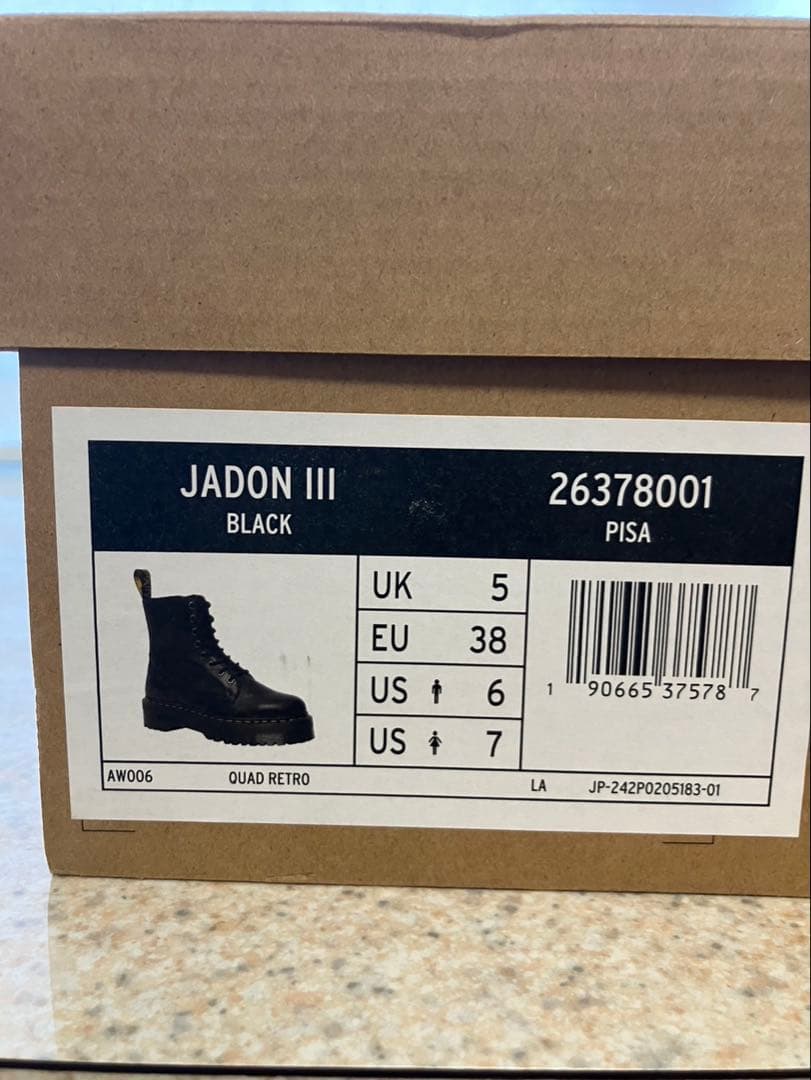 JADON III
BLACK
26378001
PISA
UK 5
EU 38
US 6
US 7
1 90665 37578 7
AW006 QUAD RETRO LA JP-242P0205183-01